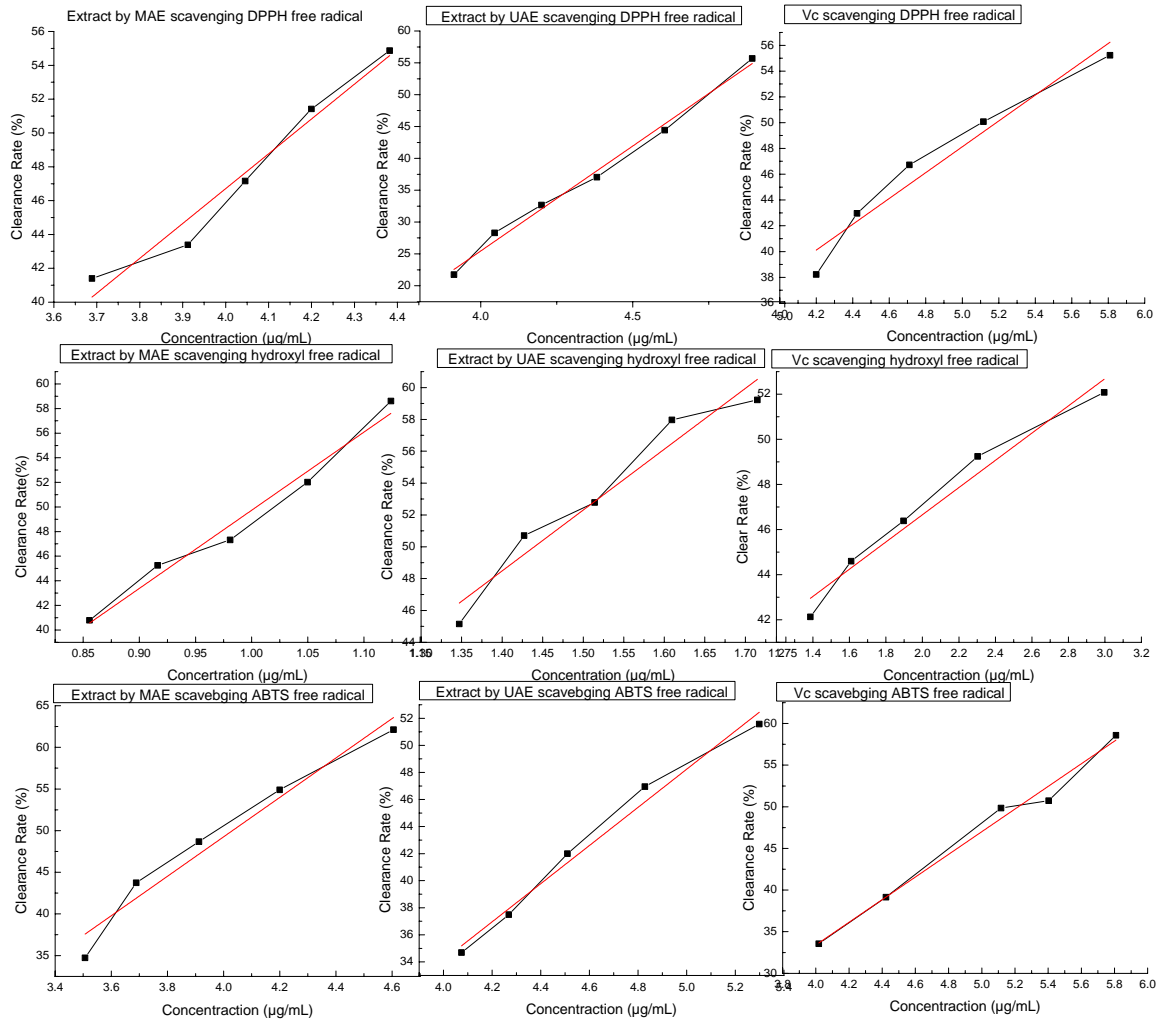 Extract by MAE scavenging DPPH free radical
Extract by UAE scavenging DPPH free radical
Vc scavenging DPPH free radical
Clearance Rate (%)
56
54
52
50
48
46
44
42
40
3.6 3.7 3.8 3.9 4.0 4.1 4.2 4.3 4.4
Concentraction (µg/mL)
Clearance Rate (%)
60
55
50
45
40
35
30
25
20
4.0 4.5
Concentraction (µg/mL)
Clearance Rate (%)
56
54
52
50
48
46
44
42
40
38
36
4.2 4.4 4.6 4.8 5.0 5.2 5.4 5.6 5.8 6.0
Concentraction (µg/mL)
Extract by MAE scavenging hydroxyl free radical
Extract by UAE scavenging hydroxyl free radical
Vc scavenging hydroxyl free radical
Clearance Rate(%)
60
58
56
54
52
50
48
46
44
42
40
0.85 0.90 0.95 1.00 1.05 1.10
Concertration (µg/mL)
Clearance Rate (%)
60
58
56
54
52
50
48
46
44
1.35 1.40 1.45 1.50 1.55 1.60 1.65 1.70
Concentraction (µg/mL)
Clear Rate (%)
52
50
48
46
44
42
1.4 1.6 1.8 2.0 2.2 2.4 2.6 2.8 3.0 3.2
Concentraction (µg/mL)
Extract by MAE scavebging ABTS free radical
Extract by UAE scavebging ABTS free radical
Vc scavebging ABTS free radical
Clearance Rate (%)
65
60
55
50
45
40
35
3.4 3.6 3.8 4.0 4.2 4.4 4.6
Concentraction (µg/mL)
Clearance Rate (%)
52
50
48
46
44
42
40
38
36
34
4.0 4.2 4.4 4.6 4.8 5.0 5.2
Concentraction (µg/mL)
Clearance Rate (%)
60
50
40
30
4.0 4.2 4.4 4.6 4.8 5.0 5.2 5.4 5.6 5.8 6.0
Concentraction (µg/mL)